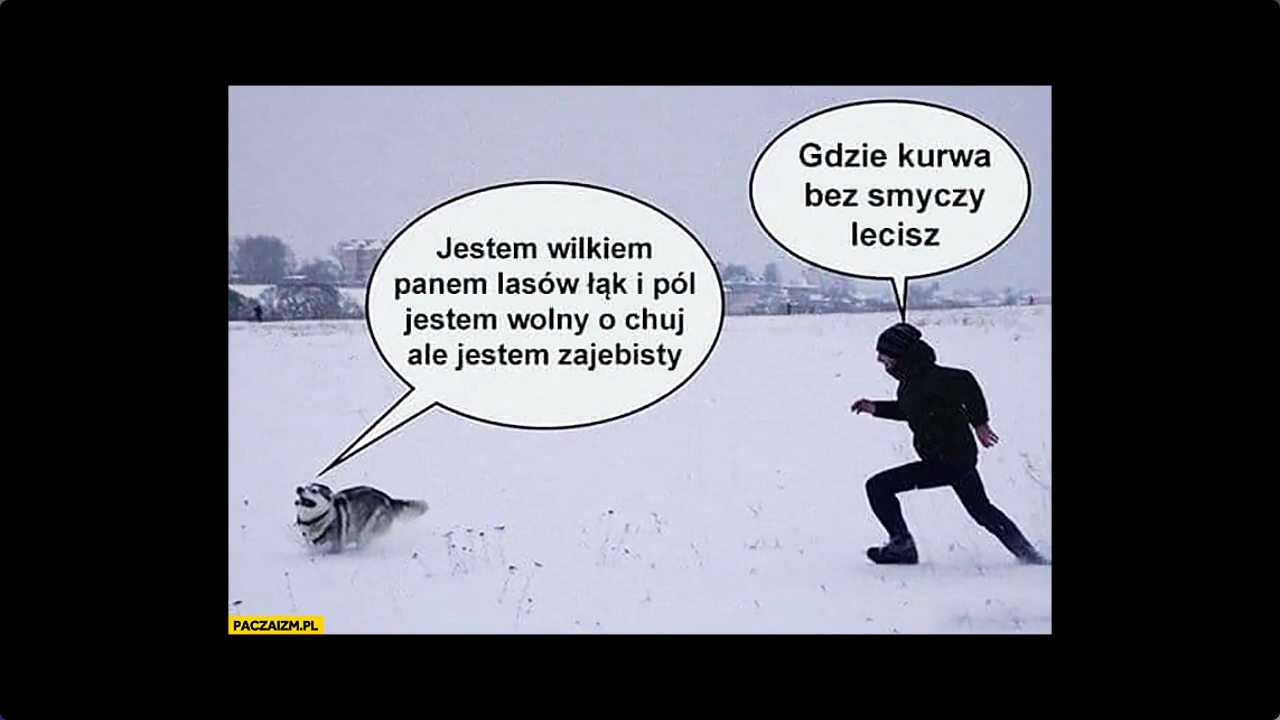 Gdzie kurwa
bez smyczy
lecisz
Jestem wilkiem
panem lasów łąk i pól
jestem wolny o chuj
ale jestem zajebisty
PACZAIZM.PL